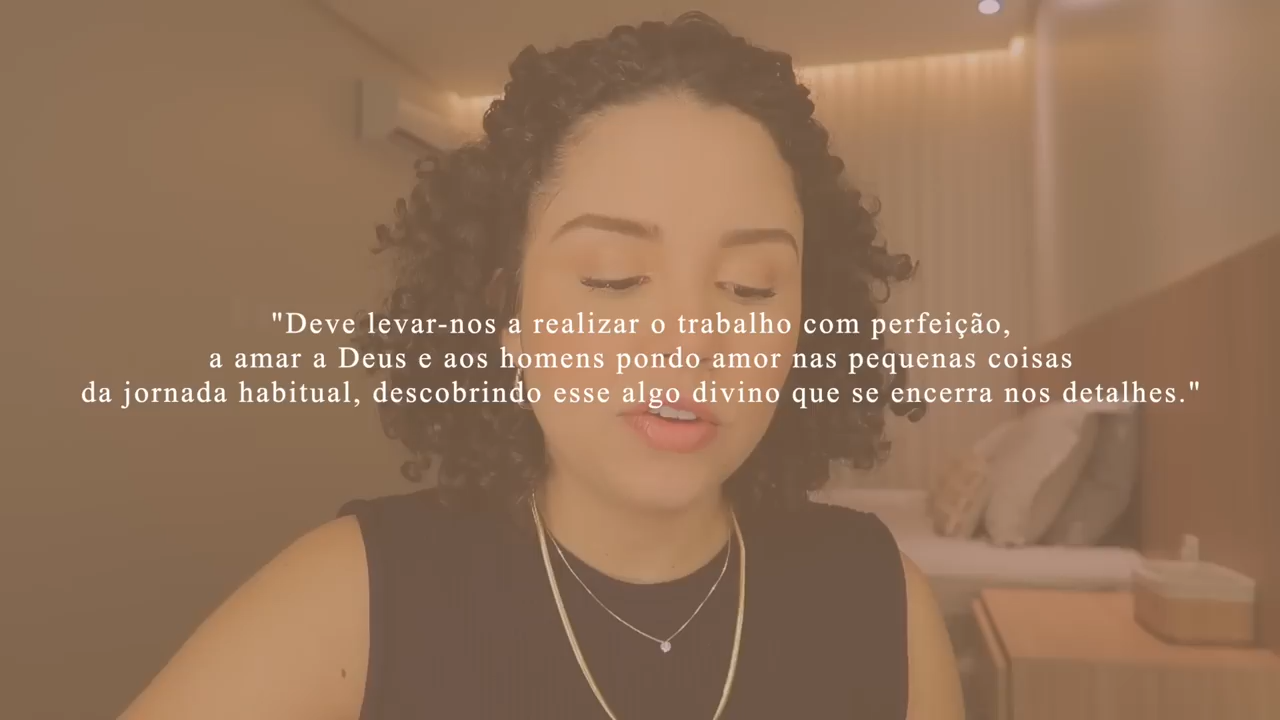 "Deve levar-nos a realizar o trabalho com perfeição,
a amar a Deus e aos homens pondo amor nas pequenas coisas
da jornada habitual, descobrindo esse algo divino que se encerra nos detalhes."